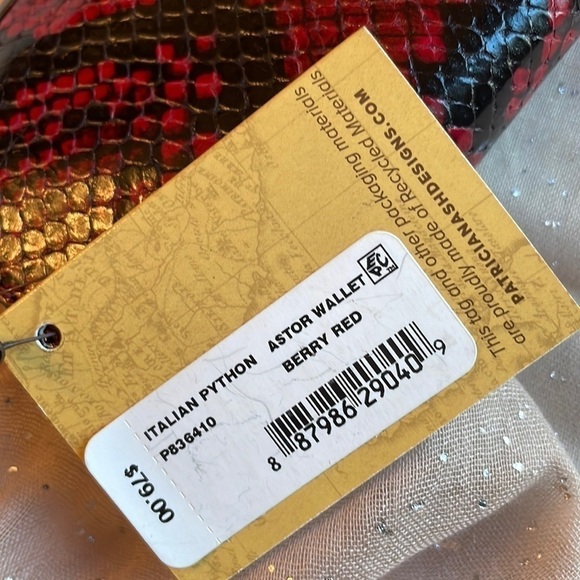 This tag and other packaging materials
are proudly made of Recycled Materials
PATRICIANASHDESIGNS.COM
EPC
ITALIAN PYTHON ASTOR WALLET
P836410 BERRY RED
8 87986 29040 9
$79.00